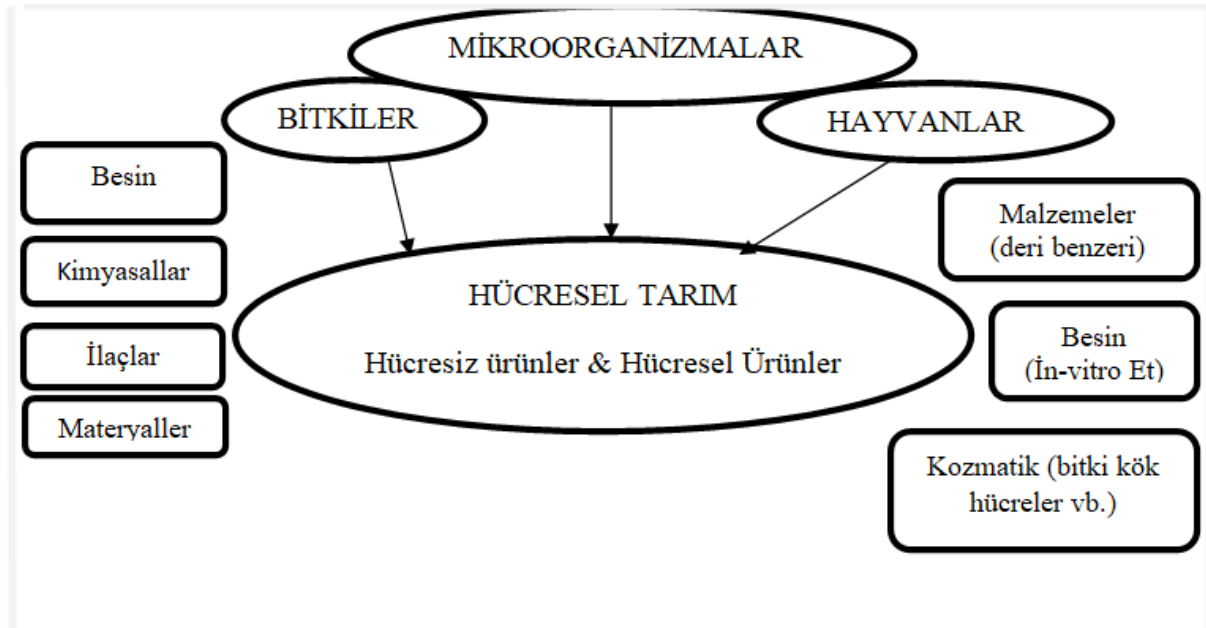 MİKROORGANİZMALAR
BİTKİLER
HAYVANLAR
Besin
Kimyasallar
İlaçlar
Materyaller
HÜCRESEL TARIM
Hücresiz ürünler & Hücresel Ürünler
Malzemeler
(deri benzeri)
Besin
(İn-vitro Et)
Kozmatik (bitki kök
hücreler vb.)